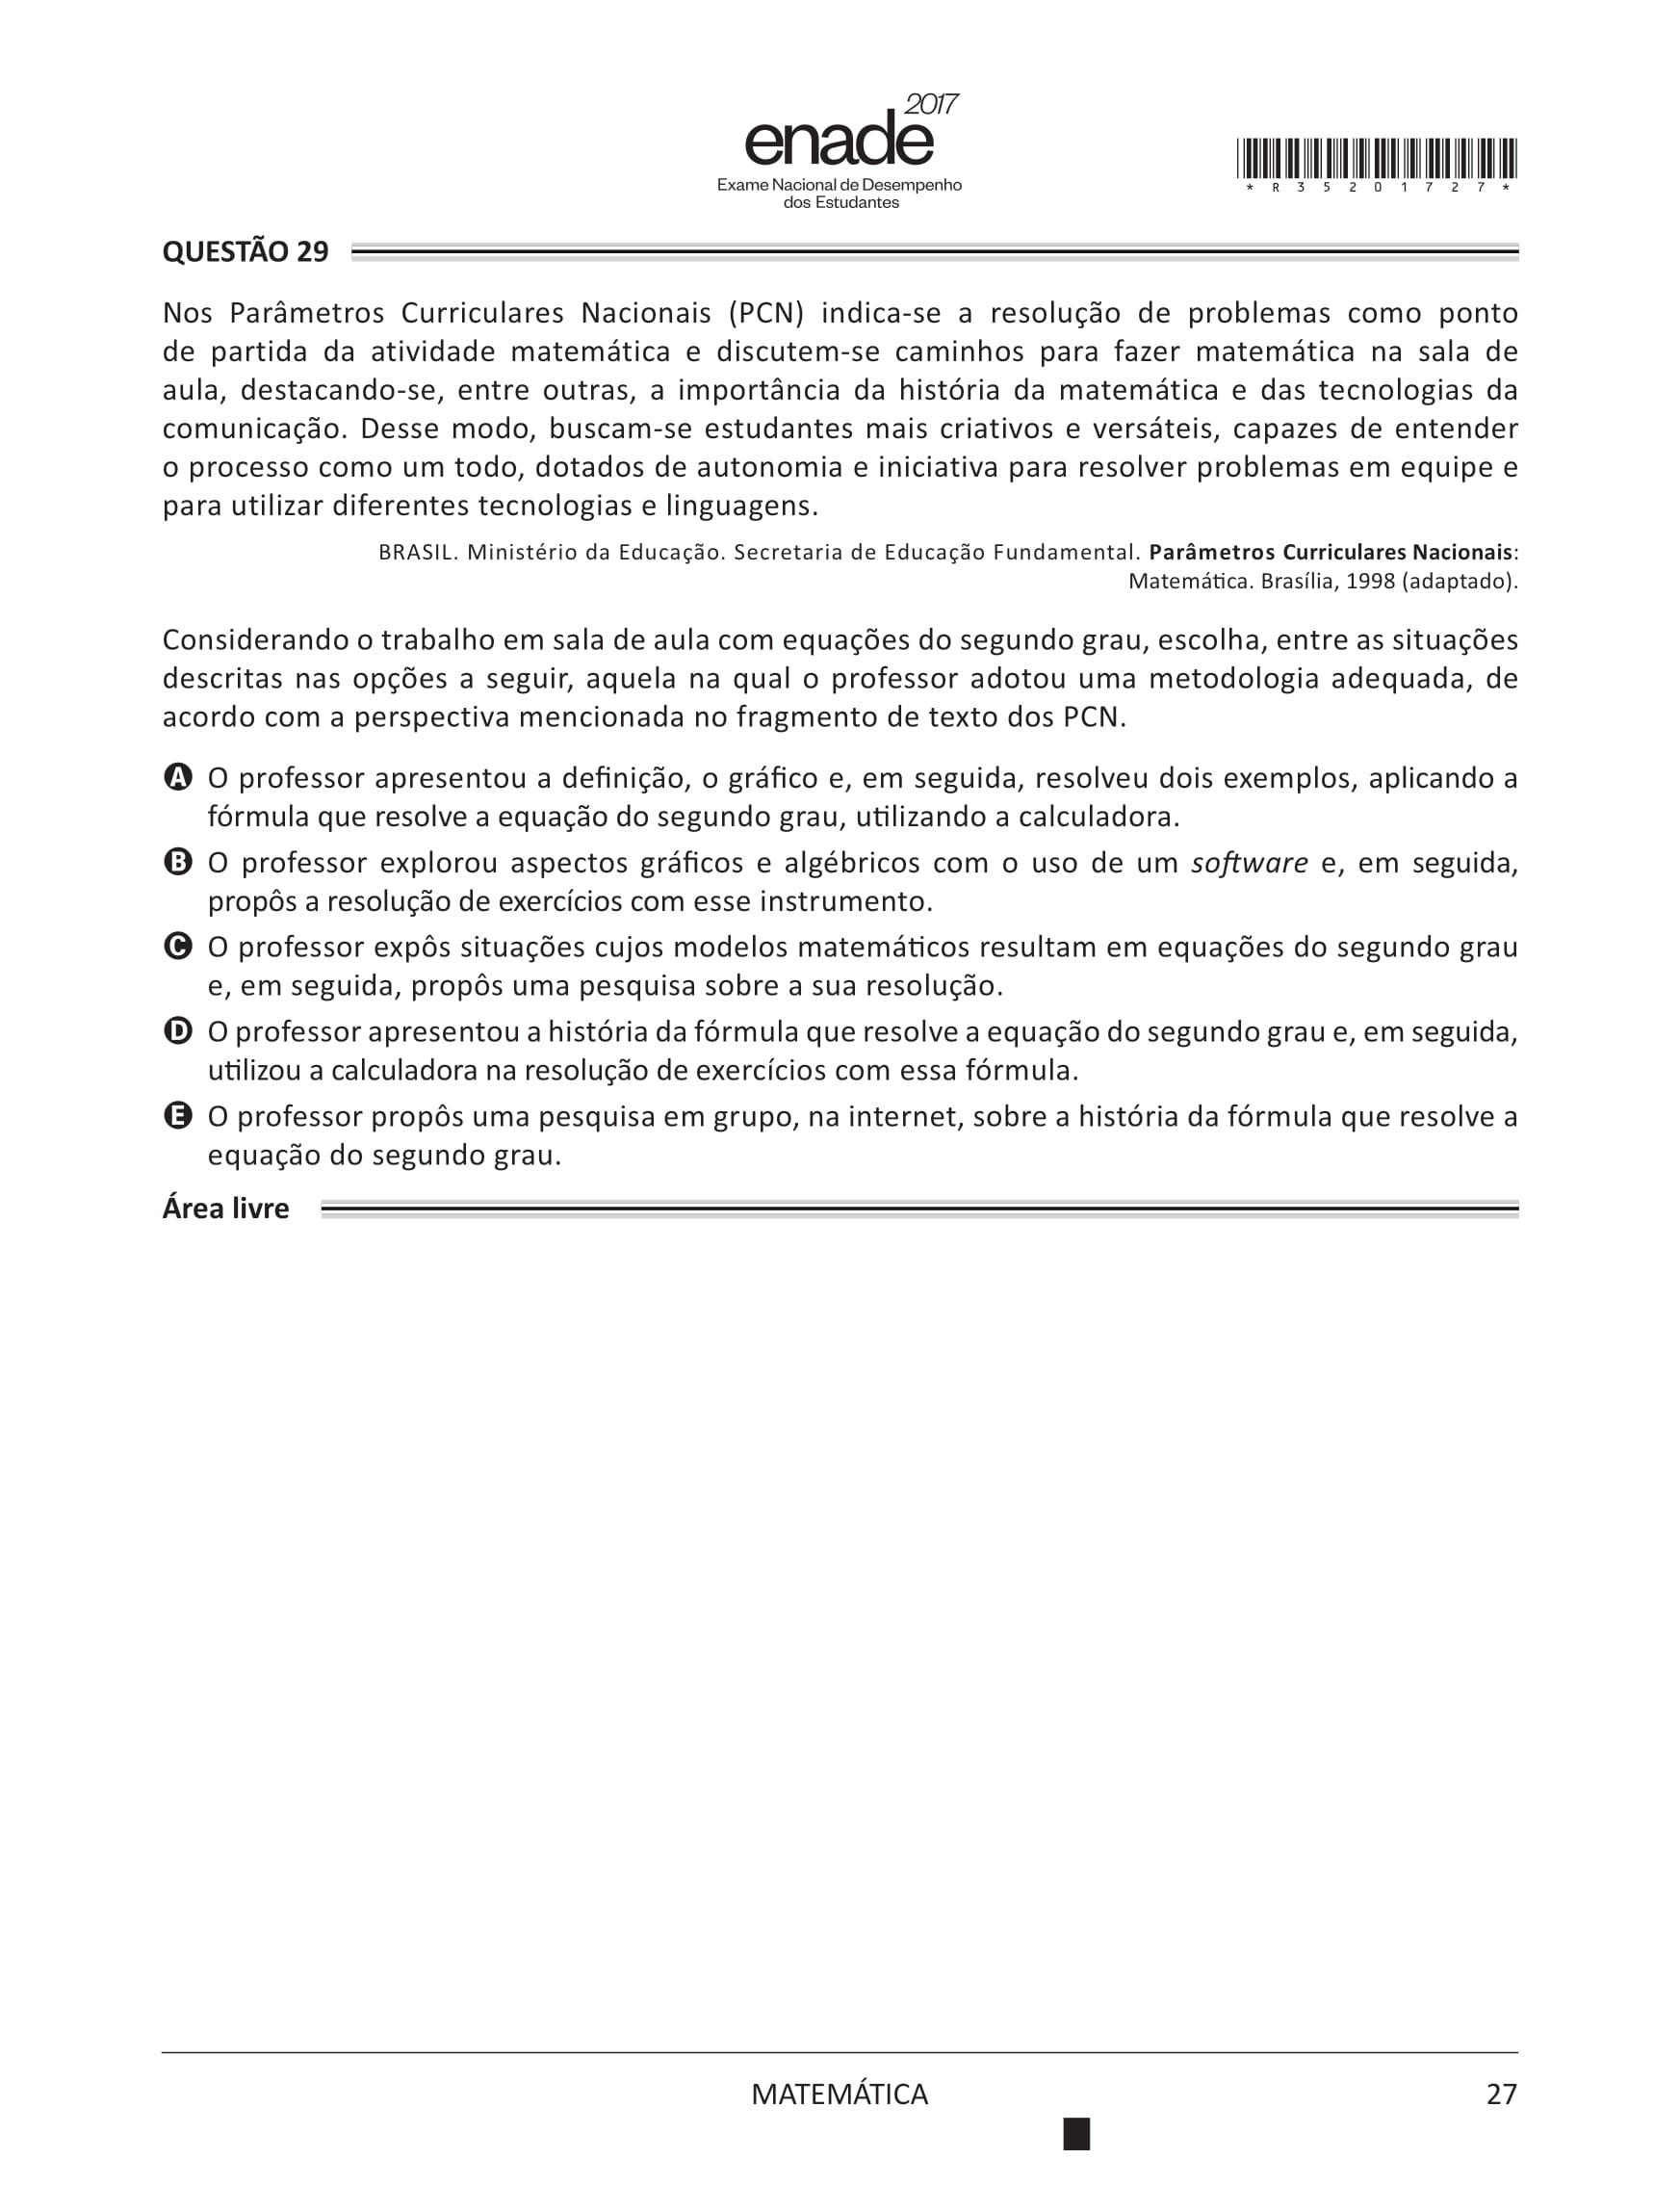 2017
enade
Exame Nacional de Desempenho
dos Estudantes
* R 3 5 2 0 1 7 2 7 *
QUESTÃO 29
Nos Parâmetros Curriculares Nacionais (PCN) indica-se a resolução de problemas como ponto
de partida da atividade matemática e discutem-se caminhos para fazer matemática na sala de
aula, destacando-se, entre outras, a importância da história da matemática e das tecnologias da
comunicação. Desse modo, buscam-se estudantes mais criativos e versáteis, capazes de entender
o processo como um todo, dotados de autonomia e iniciativa para resolver problemas em equipe e
para utilizar diferentes tecnologias e linguagens.
BRASIL. Ministério da Educação. Secretaria de Educação Fundamental. Parâmetros Curriculares Nacionais:
Matemática. Brasília, 1998 (adaptado).
Considerando o trabalho em sala de aula com equações do segundo grau, escolha, entre as situações
descritas nas opções a seguir, aquela na qual o professor adotou uma metodologia adequada, de
acordo com a perspectiva mencionada no fragmento de texto dos PCN.
A O professor apresentou a definição, o gráfico e, em seguida, resolveu dois exemplos, aplicando a
fórmula que resolve a equação do segundo grau, utilizando a calculadora.
B O professor explorou aspectos gráficos e algébricos com o uso de um software e, em seguida,
propôs a resolução de exercícios com esse instrumento.
C O professor expôs situações cujos modelos matemáticos resultam em equações do segundo grau
e, em seguida, propôs uma pesquisa sobre a sua resolução.
D O professor apresentou a história da fórmula que resolve a equação do segundo grau e, em seguida,
utilizou a calculadora na resolução de exercícios com essa fórmula.
E O professor propôs uma pesquisa em grupo, na internet, sobre a história da fórmula que resolve a
equação do segundo grau.
Área livre
MATEMÁTICA
27